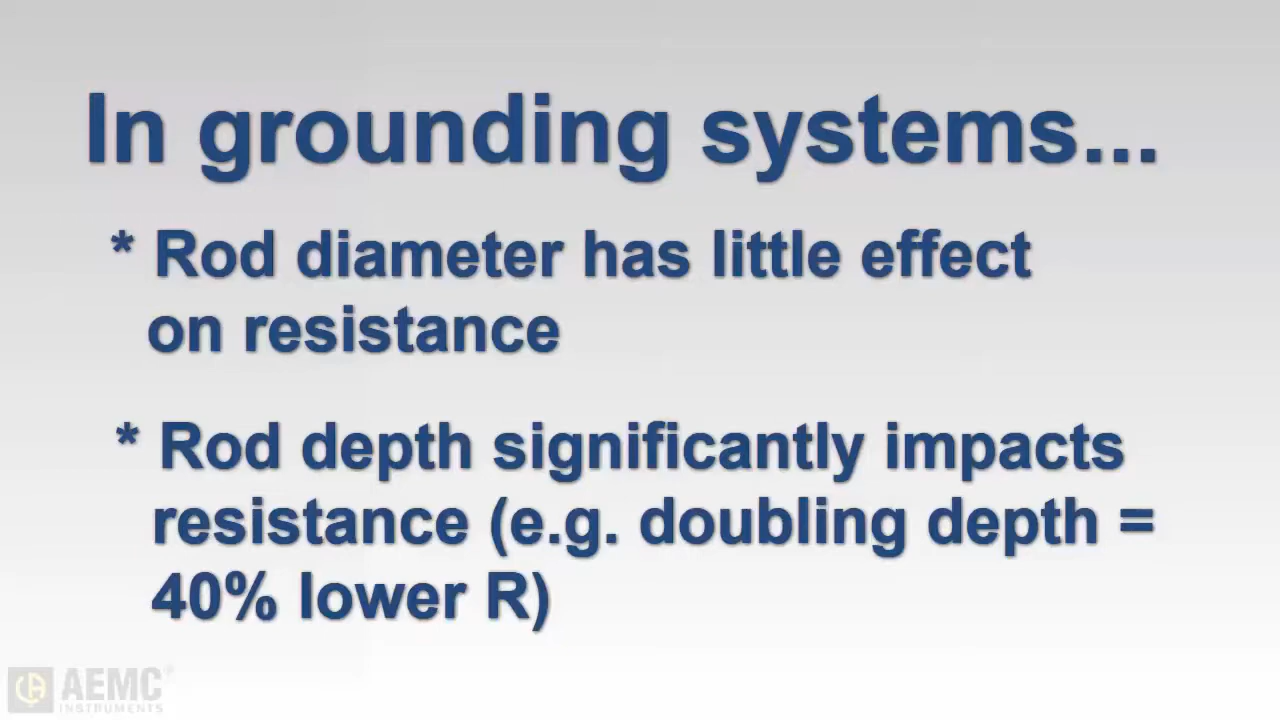 In grounding systems...
* Rod diameter has little effect
on resistance
* Rod depth significantly impacts
resistance (e.g. doubling depth =
40% lower R)
AEMC®
INSTRUMENTS